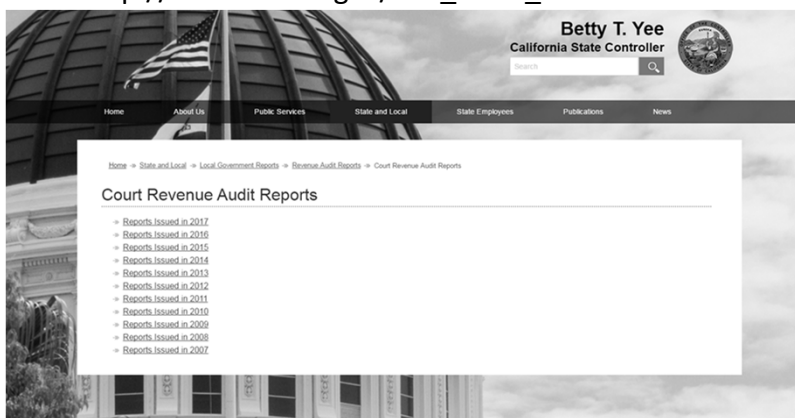 Betty T. Yee
California State Controller
Search
Home About Us Public Services State and Local State Employees Publications News
Home → State and Local → Local Government Reports → Revenue Audit Reports → Court Revenue Audit Reports
Court Revenue Audit Reports
Reports Issued in 2017
Reports Issued in 2016
Reports Issued in 2015
Reports Issued in 2014
Reports Issued in 2013
Reports Issued in 2012
Reports Issued in 2011
Reports Issued in 2010
Reports Issued in 2009
Reports Issued in 2008
Reports Issued in 2007